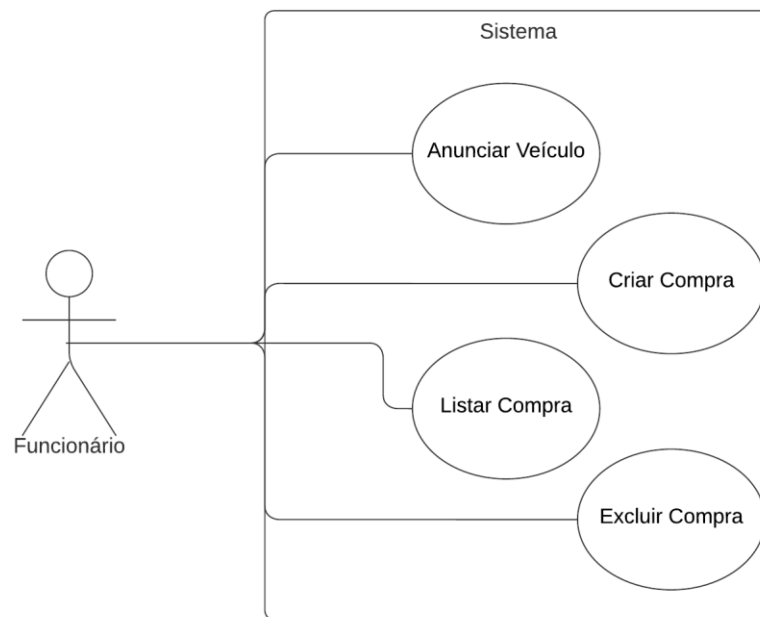 Sistema
Anunciar Veículo
Criar Compra
Listar Compra
Funcionário
Excluir Compra